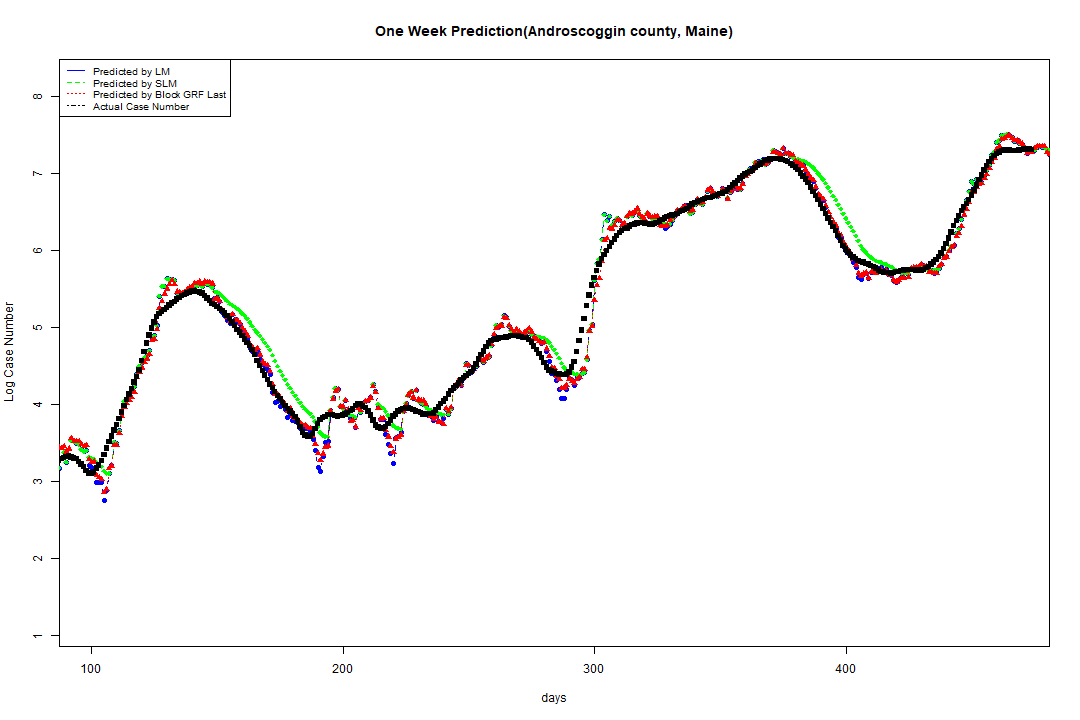 One Week Prediction(Androscoggin county, Maine)
Predicted by LM
Predicted by SLM
Predicted by Block GRF Last
Actual Case Number
Log Case Number
8
7
6
5
4
3
2
1
100 200 300 400
days